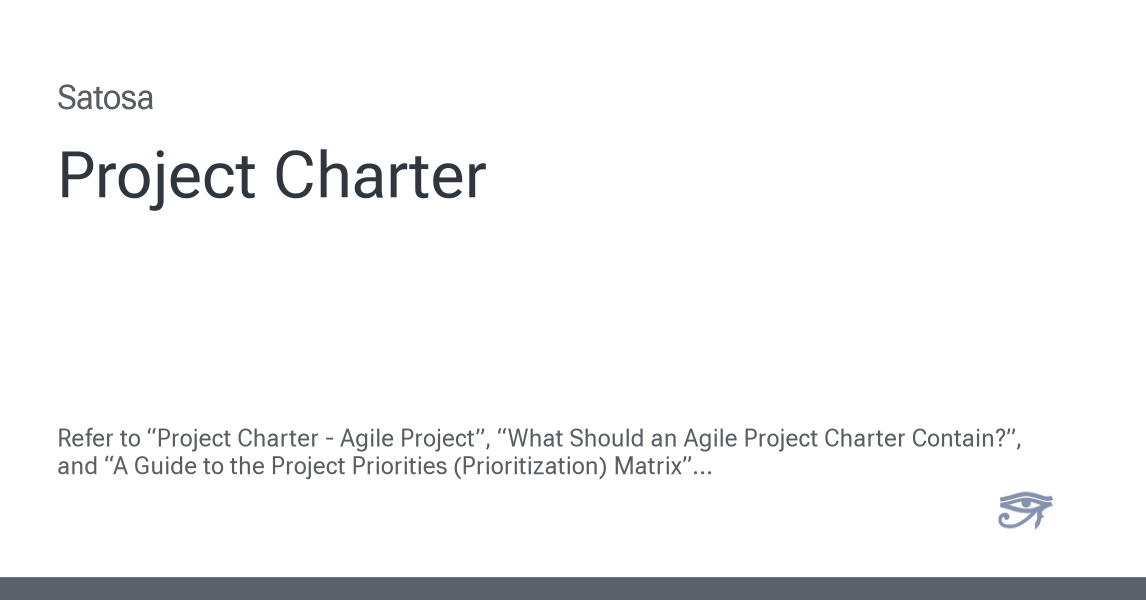 Satosa
Project Charter
Refer to “Project Charter - Agile Project”, “What Should an Agile Project Charter Contain?”,
and “A Guide to the Project Priorities (Prioritization) Matrix”...